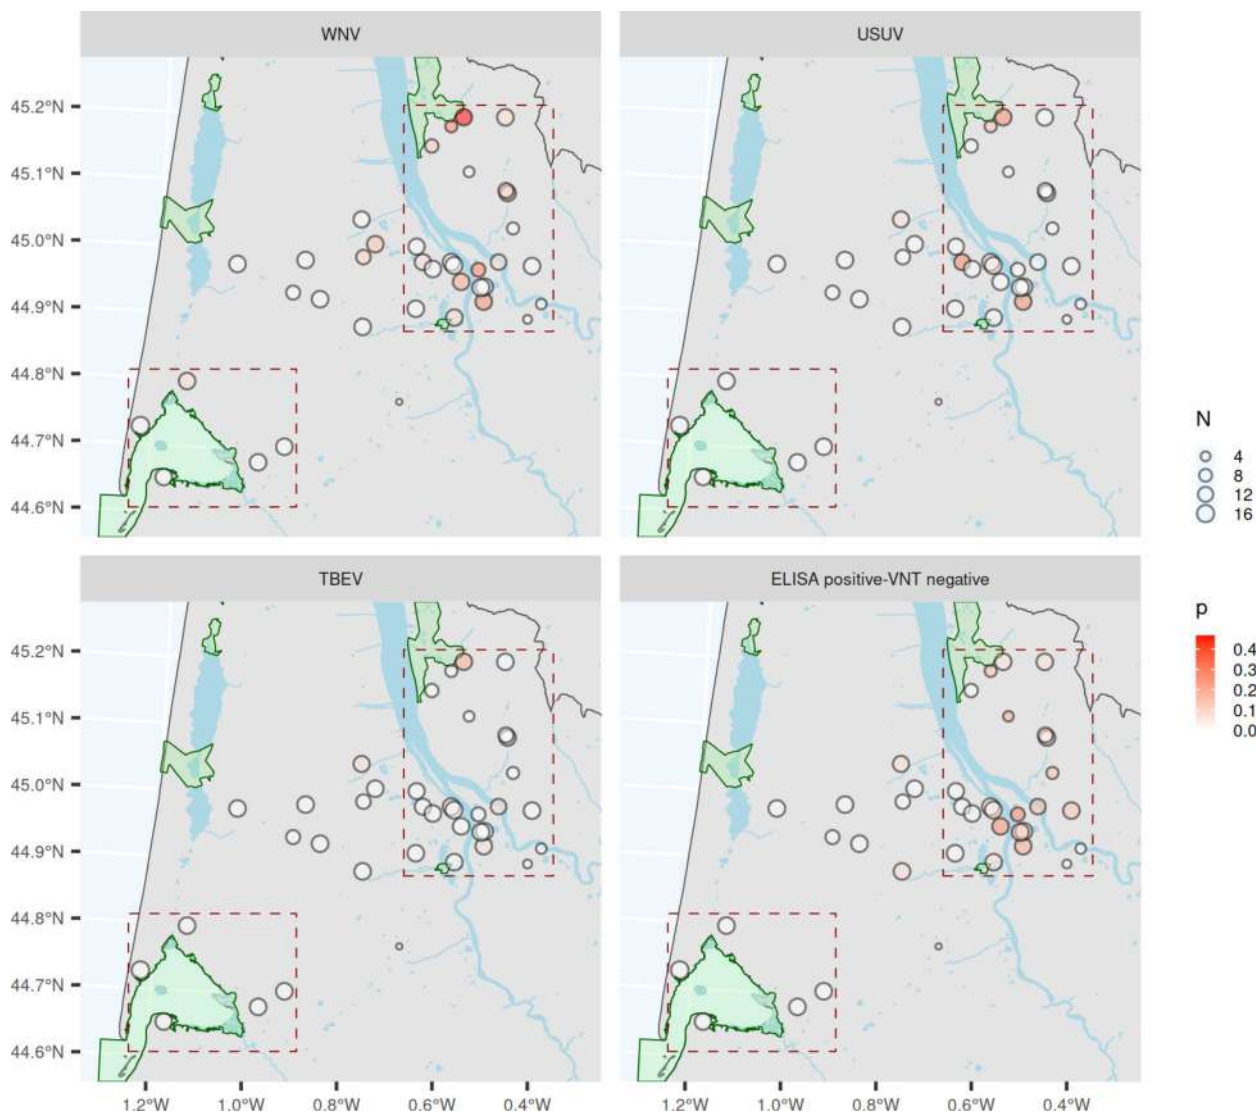 WNV
USUV
45.2°N
45.1°N
45.0°N
44.9°N
44.8°N
44.7°N
44.6°N
N
4
8
12
16
TBEV
ELISA positive-VNT negative
45.2°N
45.1°N
45.0°N
44.9°N
44.8°N
44.7°N
44.6°N
p
0.4
0.3
0.2
0.1
0.0
1.2°W 1.0°W 0.8°W 0.6°W 0.4°W 1.2°W 1.0°W 0.8°W 0.6°W 0.4°W